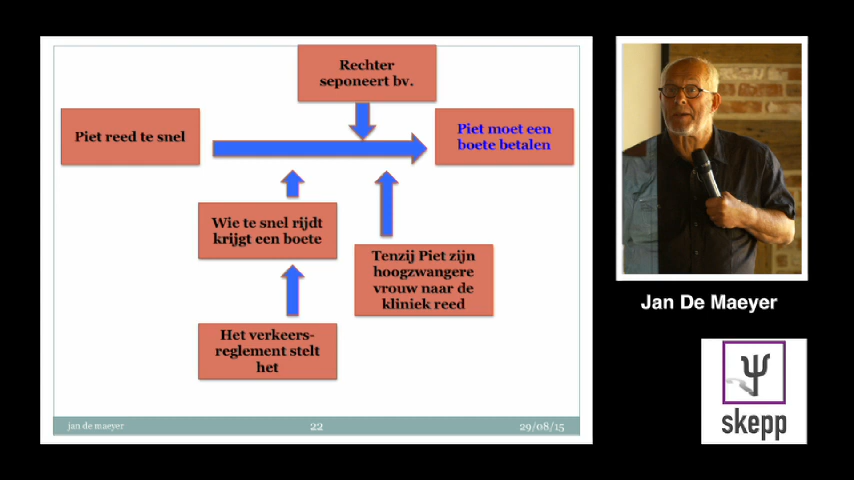 Rechter
seponeert bv.
Piet reed te snel
Piet moet een
boete betalen
Wie te snel rijdt
krijgt een boete
Tenzij Piet zijn
hoogzwangere
vrouw naar de
kliniek reed
Het verkeers-
reglement stelt
het
jan de maeyer
22
29/08/15
Jan De Maeyer
skepp